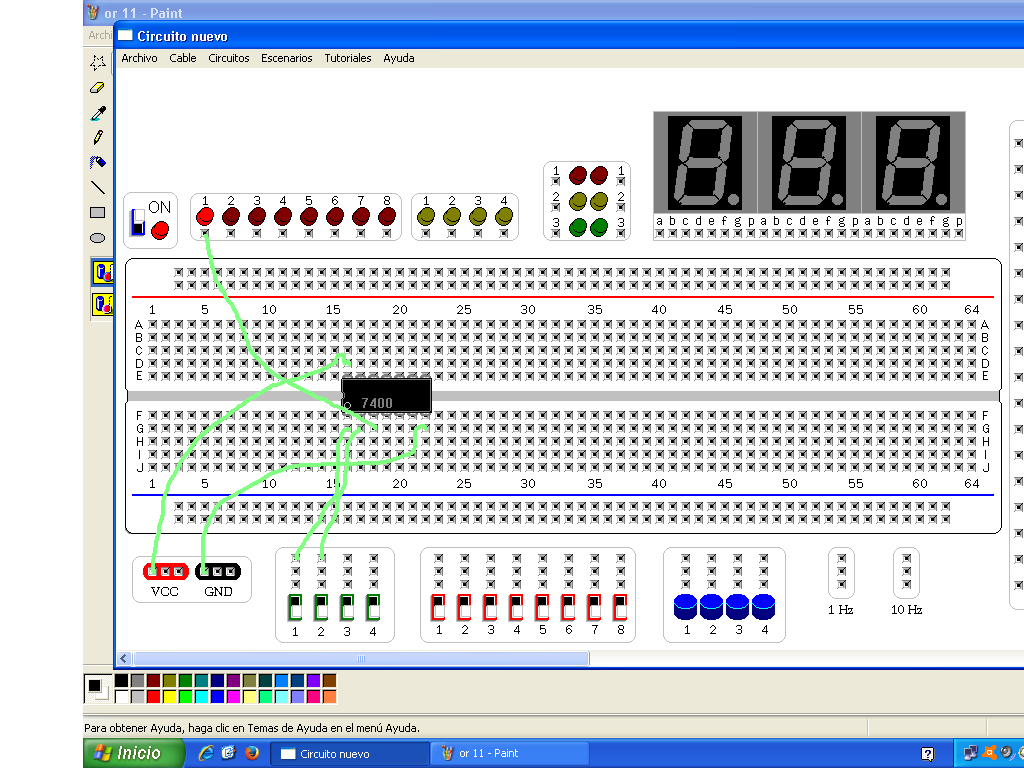 or 11 - Paint
Archi
Circuito nuevo
Archivo Cable Circuitos Escenarios Tutoriales Ayuda
ON
1 2 3 4 5 6 7 8
1 2 3 4
1 1
2 2
3 3
a b c d e f g p a b c d e f g p a b c d e f g p
1 5 10 15 20 25 30 35 40 45 50 55 60 64
A A
B B
C C
D D
E E
7400
F F
G G
H H
I I
J J
1 5 10 15 20 25 30 35 40 45 50 55 60 64
VCC GND
1 2 3 4
1 2 3 4 5 6 7 8
1 2 3 4
1 Hz 10 Hz
Para obtener Ayuda, haga clic en Temas de Ayuda en el menú Ayuda.
Inicio
Circuito nuevo
or 11 - Paint